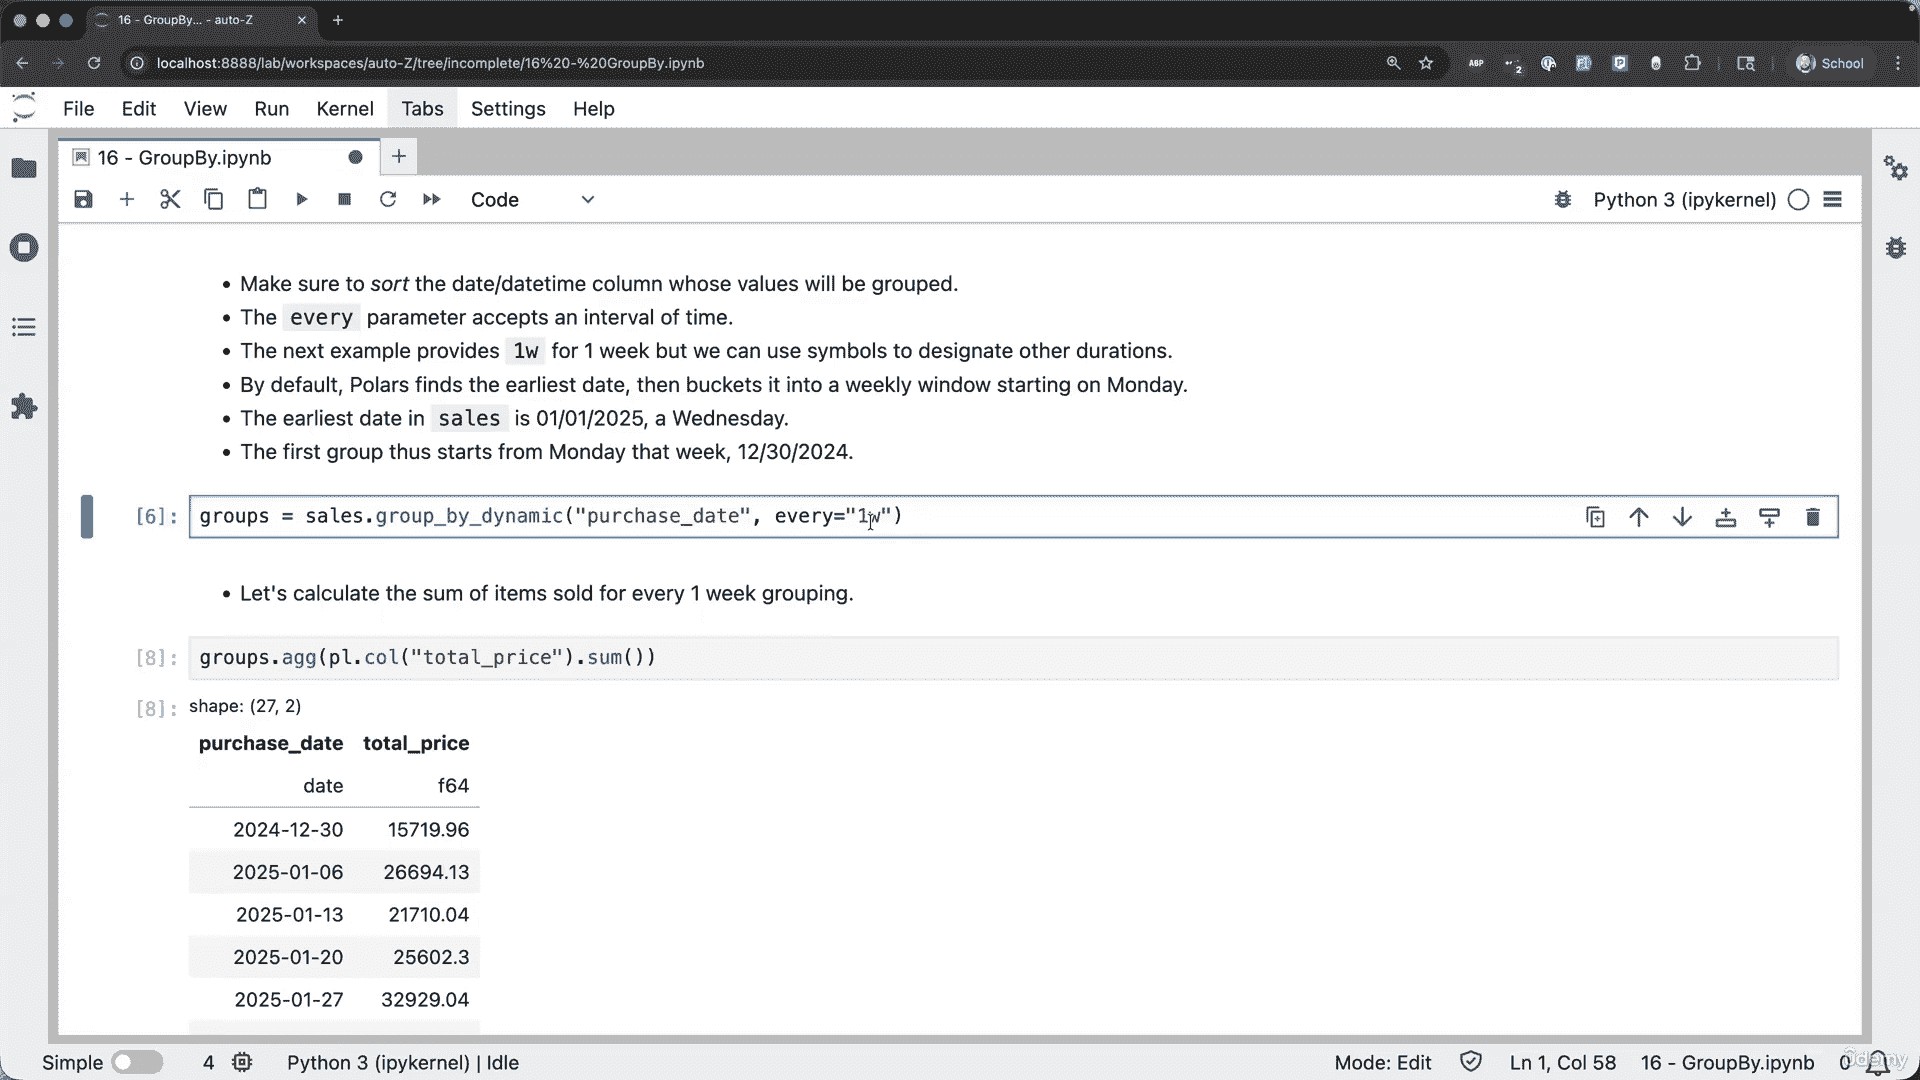 16 - GroupBy... - auto-Z
localhost:8888/lab/workspaces/auto-Z/tree/incomplete/16%20-%20GroupBy.ipynb
ABP
2
School
File Edit View Run Kernel Tabs Settings Help
16 - GroupBy.ipynb
Code
Python 3 (ipykernel)
• Make sure to sort the date/datetime column whose values will be grouped.
• The every parameter accepts an interval of time.
• The next example provides 1w for 1 week but we can use symbols to designate other durations.
• By default, Polars finds the earliest date, then buckets it into a weekly window starting on Monday.
• The earliest date in sales is 01/01/2025, a Wednesday.
• The first group thus starts from Monday that week, 12/30/2024.
[6]: groups = sales.group_by_dynamic("purchase_date", every="1w")
• Let's calculate the sum of items sold for every 1 week grouping.
[8]: groups.agg(pl.col("total_price").sum())
[8]: shape: (27, 2)
purchase_date total_price
date f64
2024-12-30 15719.96
2025-01-06 26694.13
2025-01-13 21710.04
2025-01-20 25602.3
2025-01-27 32929.04
Simple 4 Python 3 (ipykernel) | Idle Mode: Edit Ln 1, Col 58 16 - GroupBy.ipynb 0